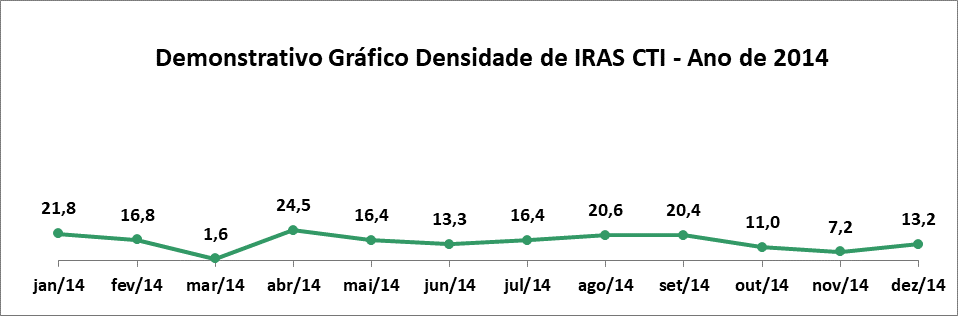 Demonstrativo Gráfico Densidade de IRAS CTI - Ano de 2014
21,8 16,8 1,6 24,5 16,4 13,3 16,4 20,6 20,4 11,0 7,2 13,2
jan/14 fev/14 mar/14 abr/14 mai/14 jun/14 jul/14 ago/14 set/14 out/14 nov/14 dez/14